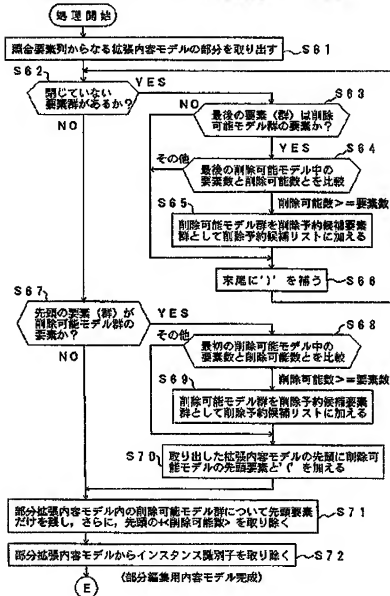 処理開始
照合要素列からなる拡張内容モデルの部分を取り出す
S61
S62
閉じていない
要素群があるか?
YES
NO
S63
NO
最後の要素(群)は削除
可能モデル群の要素か?
YES
S64
その他
最後の削除可能モデル中の
要素数と削除可能数とを比較
S65
削除可能数>=要素数
削除可能モデル群を削除予約候補要素
群として削除予約候補リストに加える
末尾に')'を補う
S66
S67
先頭の要素(群)が
削除可能モデル群の
要素か?
YES
NO
S68
その他
最初の削除可能モデル中の
要素数と削除可能数とを比較
S69
削除可能数>=要素数
削除可能モデル群を削除予約候補要素
群として削除予約候補リストに加える
S70
取り出した拡張内容モデルの先頭に削除可
能モデルの先頭要素と'('を加える
部分拡張内容モデル内の削除可能モデル群について先頭要素
だけを残し、さらに、先頭の<削除可能数>を取り除く
S71
部分拡張内容モデルからインスタンス識別子を取り除く
S72
E
(部分編集用内容モデル完成)